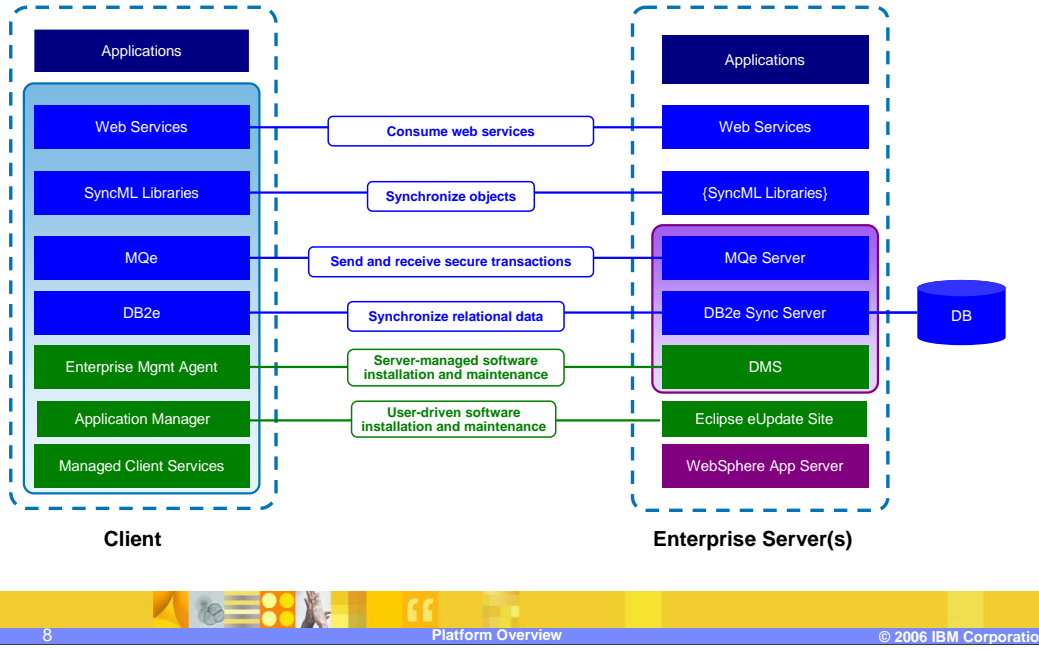 Applications
Applications
Web Services
Consume web services
Web Services
SyncML Libraries
Synchronize objects
{SyncML Libraries}
MQe
Send and receive secure transactions
MQe Server
DB2e
Synchronize relational data
DB2e Sync Server
DB
Enterprise Mgmt Agent
Server-managed software
installation and maintenance
DMS
Application Manager
User-driven software
installation and maintenance
Eclipse eUpdate Site
Managed Client Services
WebSphere App Server
Client
Enterprise Server(s)
8
Platform Overview
© 2006 IBM Corporatio